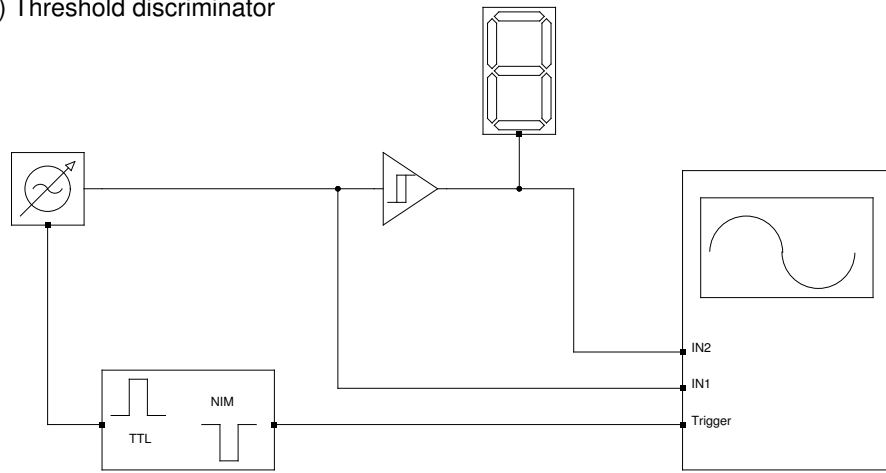 ) Threshold discriminator
IN2
IN1
NIM
Trigger
TTL